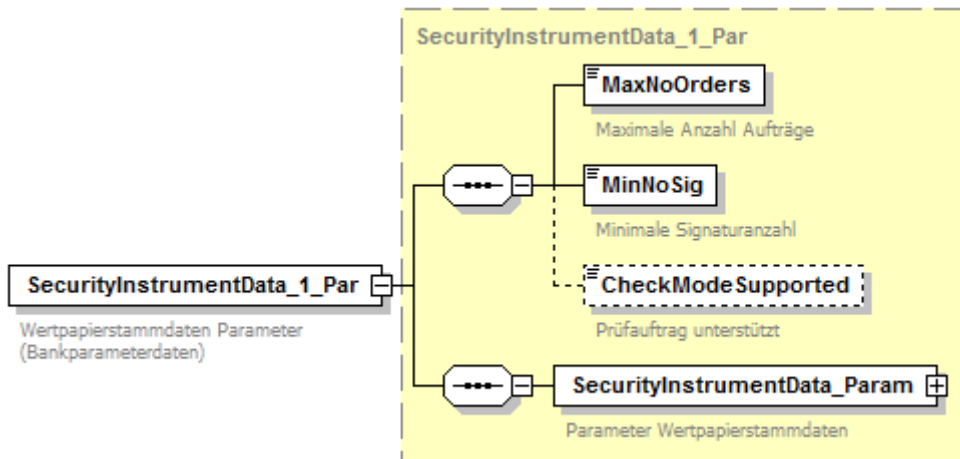 SecurityInstrumentData_1_Par
MaxNoOrders
Maximale Anzahl Aufträge
MinNoSig
Minimale Signaturanzahl
CheckModeSupported
Prüfauftrag unterstützt
SecurityInstrumentData_1_Par
Wertpapierstammdaten Parameter
(Bankparameterdaten)
SecurityInstrumentData_Param
Parameter Wertpapierstammdaten